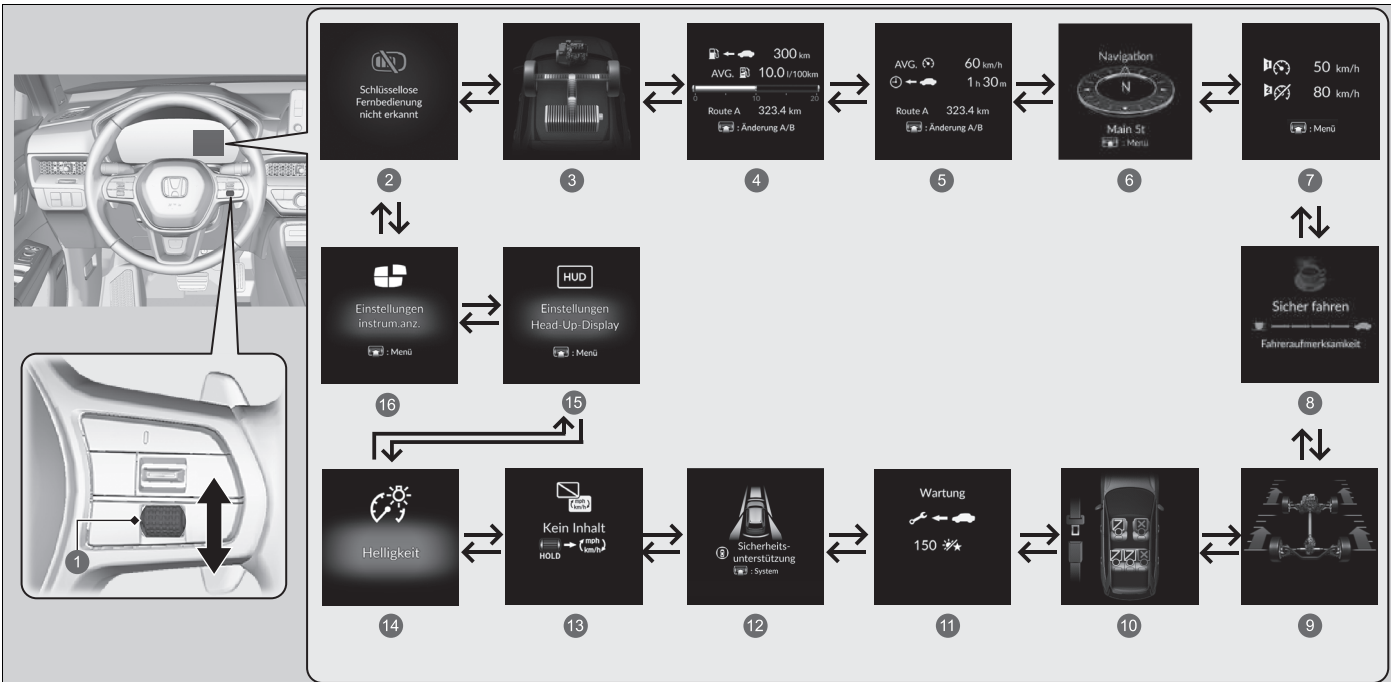 Schlüssellose
Fernbedienung
nicht erkannt
2
3
300 km
AVG. 10.0 l/100km
0 10 20
Route A 323.4 km
: Änderung A/B
4
AVG. 60 km/h
1 h 30 m
Route A 323.4 km
: Änderung A/B
5
Navigation
N
Main St
: Menü
6
50 km/h
80 km/h
: Menü
7
Einstellungen
instrum.anz.
: Menü
16
HUD
Einstellungen
Head-Up-Display
: Menü
15
Sicher fahren
Fahreraufmerksamkeit
8
1
Helligkeit
14
mph
km/h
Kein Inhalt
HOLD
mph
km/h
13
Sicherheits-
unterstützung
: System
12
Wartung
150
11
10
9